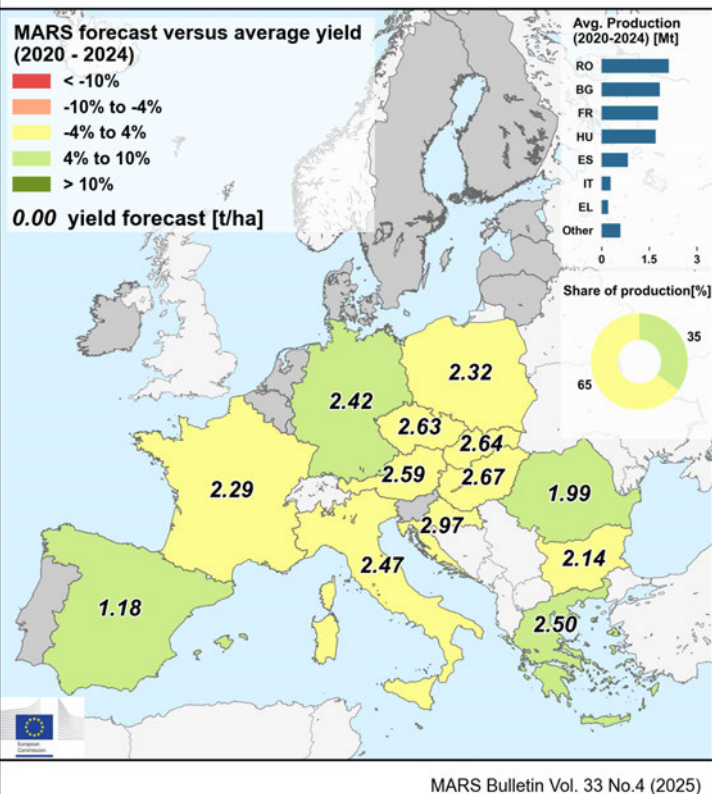 MARS forecast versus average yield
(2020 - 2024)
< -10%
-10% to -4%
-4% to 4%
4% to 10%
> 10%
0.00 yield forecast [t/ha]
Avg. Production
(2020-2024) [Mt]
RO
BG
FR
HU
ES
IT
EL
Other
0 1.5 3
Share of production[%]
35
65
2.32
2.42
2.63
2.64
2.59
2.67
2.29
1.99
2.97
2.14
2.47
1.18
2.50
European
Commission
MARS Bulletin Vol. 33 No.4 (2025)